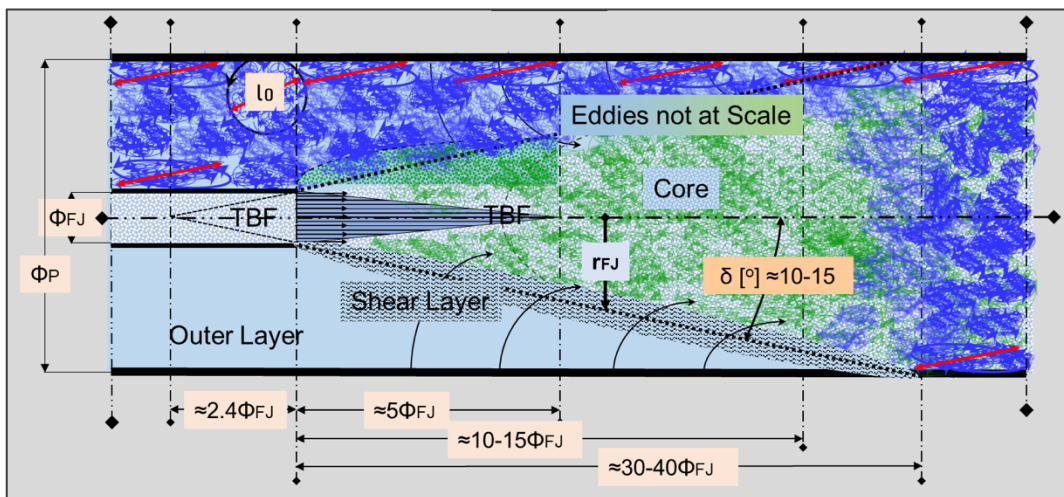 l0
Eddies not at Scale
Core
ΦFJ
TBF
TBF
ΦP
rFJ
δ [º] ≈10-15
Shear Layer
Outer Layer
≈2.4ΦFJ
≈5ΦFJ
≈10-15ΦFJ
≈30-40ΦFJ